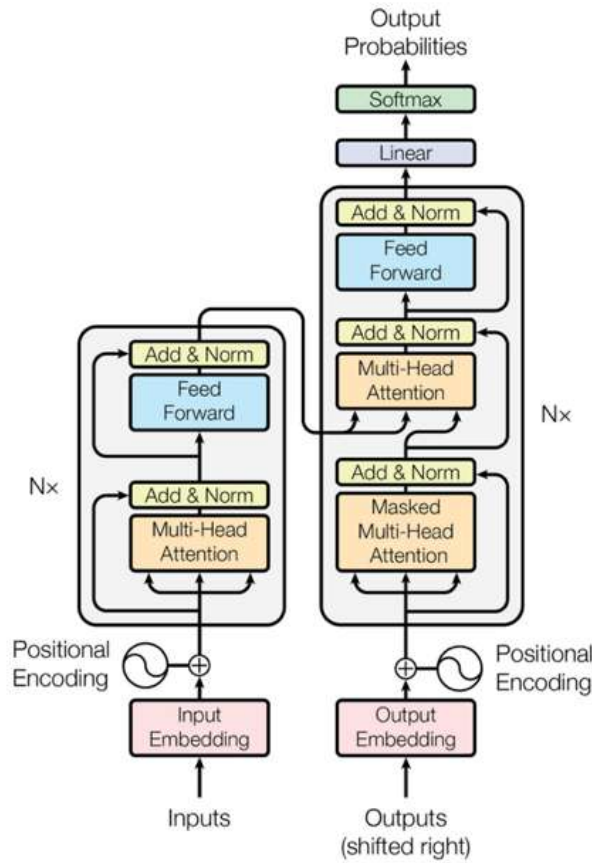 Output
Probabilities
Softmax
Linear
Add & Norm
Feed
Forward
Add & Norm
Multi-Head
Attention
Add & Norm
Masked
Multi-Head
Attention
N×
Add & Norm
Feed
Forward
Add & Norm
Multi-Head
Attention
N×
Positional
Encoding
Positional
Encoding
Input
Embedding
Output
Embedding
Inputs
Outputs
(shifted right)